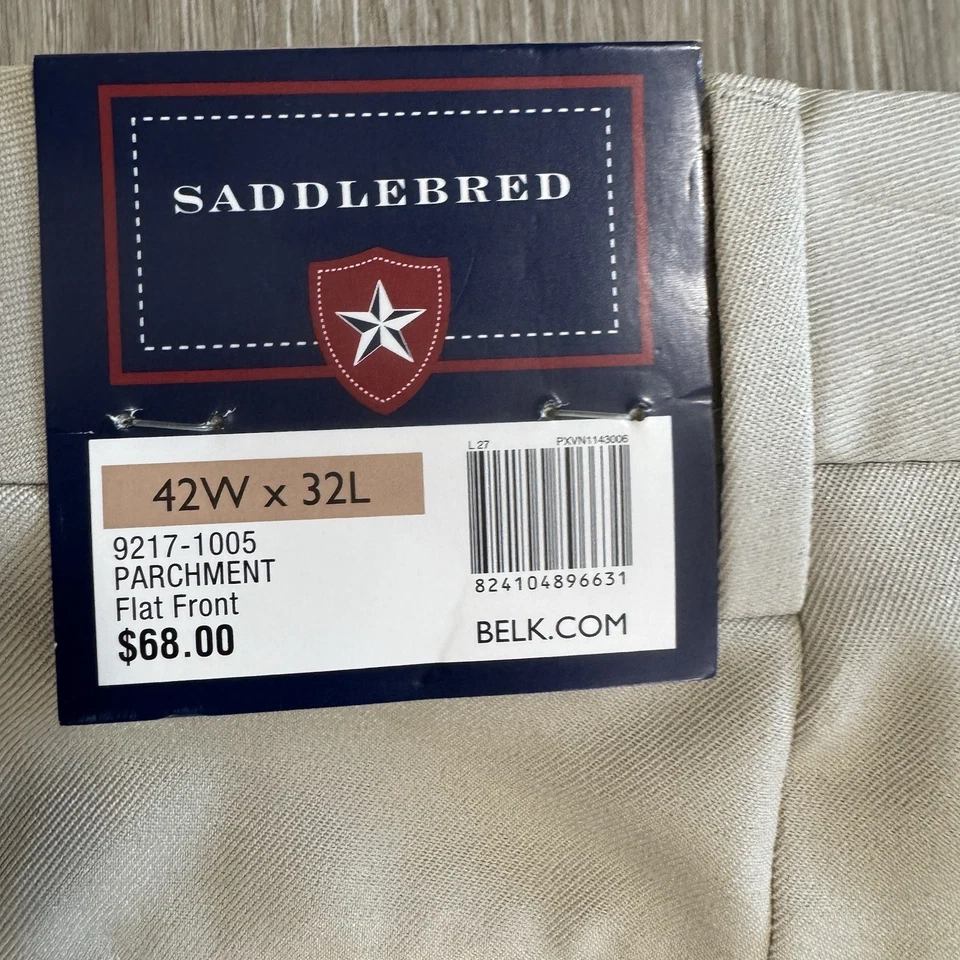 SADDLEBRED
42W x 32L
9217-1005
PARCHMENT
Flat Front
$68.00
L 27 PXVN1143006
824104896631
BELK.COM